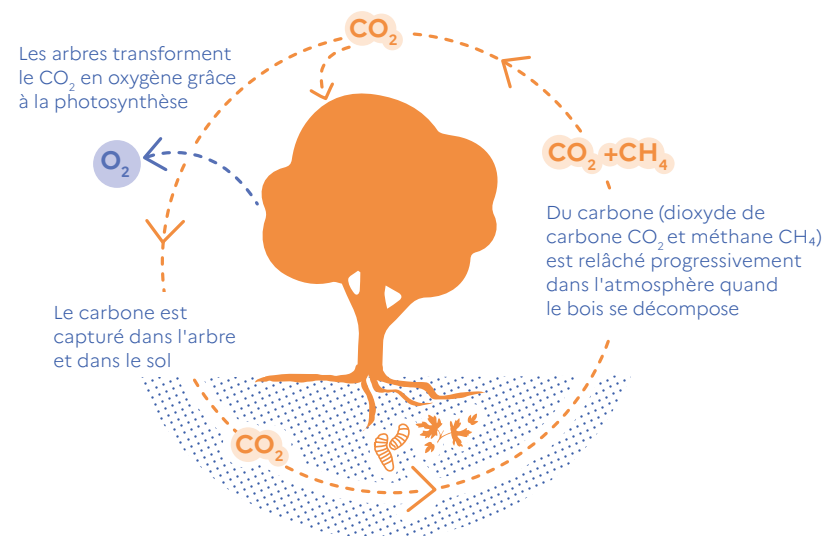 CO₂
Les arbres transforment
le CO₂ en oxygène grâce
à la photosynthèse
O₂
CO₂ +CH₄
Du carbone (dioxyde de
carbone CO₂ et méthane CH₄)
est relâché progressivement
dans l'atmosphère quand
le bois se décompose
Le carbone est
capturé dans l'arbre
et dans le sol
CO₂